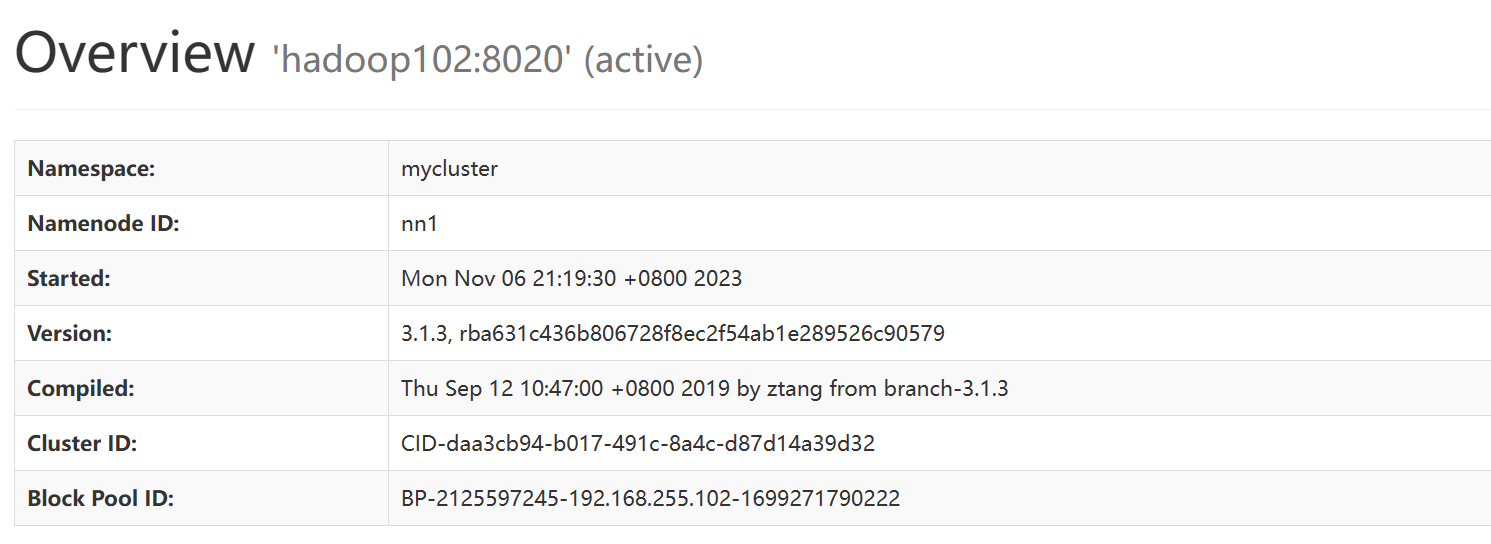 Overview 'hadoop102:8020' (active)
Namespace: mycluster
Namenode ID: nn1
Started: Mon Nov 06 21:19:30 +0800 2023
Version: 3.1.3, rba631c436b806728f8ec2f54ab1e289526c90579
Compiled: Thu Sep 12 10:47:00 +0800 2019 by ztang from branch-3.1.3
Cluster ID: CID-daa3cb94-b017-491c-8a4c-d87d14a39d32
Block Pool ID: BP-2125597245-192.168.255.102-1699271790222